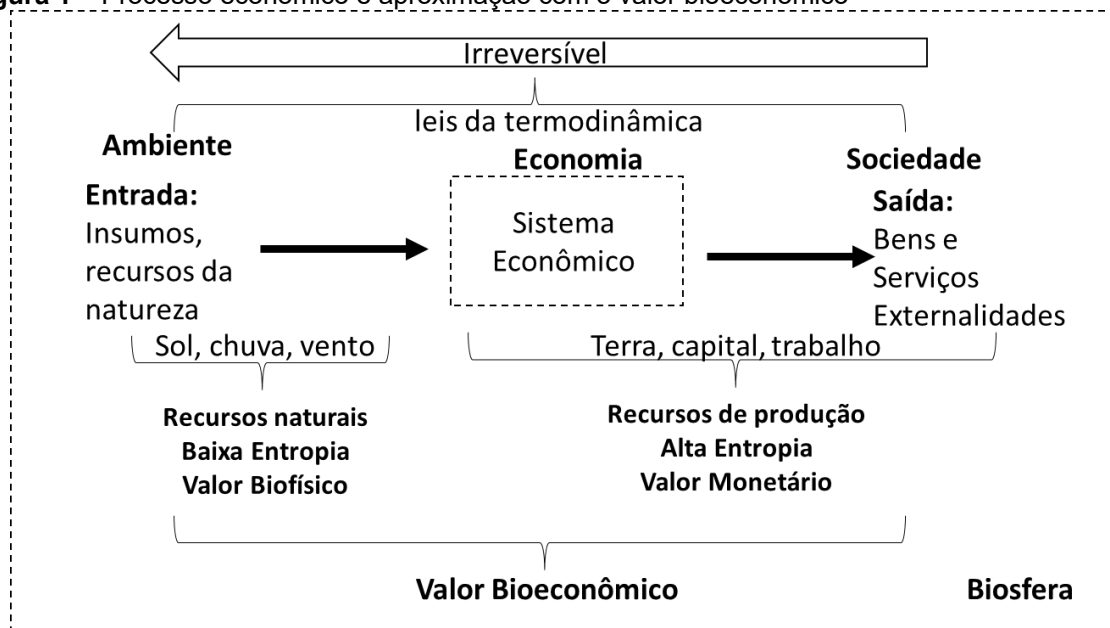 Irreversível
leis da termodinâmica
Ambiente
Economia
Sociedade
Entrada:
Insumos,
recursos da
natureza
Sistema
Econômico
Saída:
Bens e
Serviços
Externalidades
Sol, chuva, vento
Terra, capital, trabalho
Recursos naturais
Baixa Entropia
Valor Biofísico
Recursos de produção
Alta Entropia
Valor Monetário
Valor Bioeconômico
Biosfera